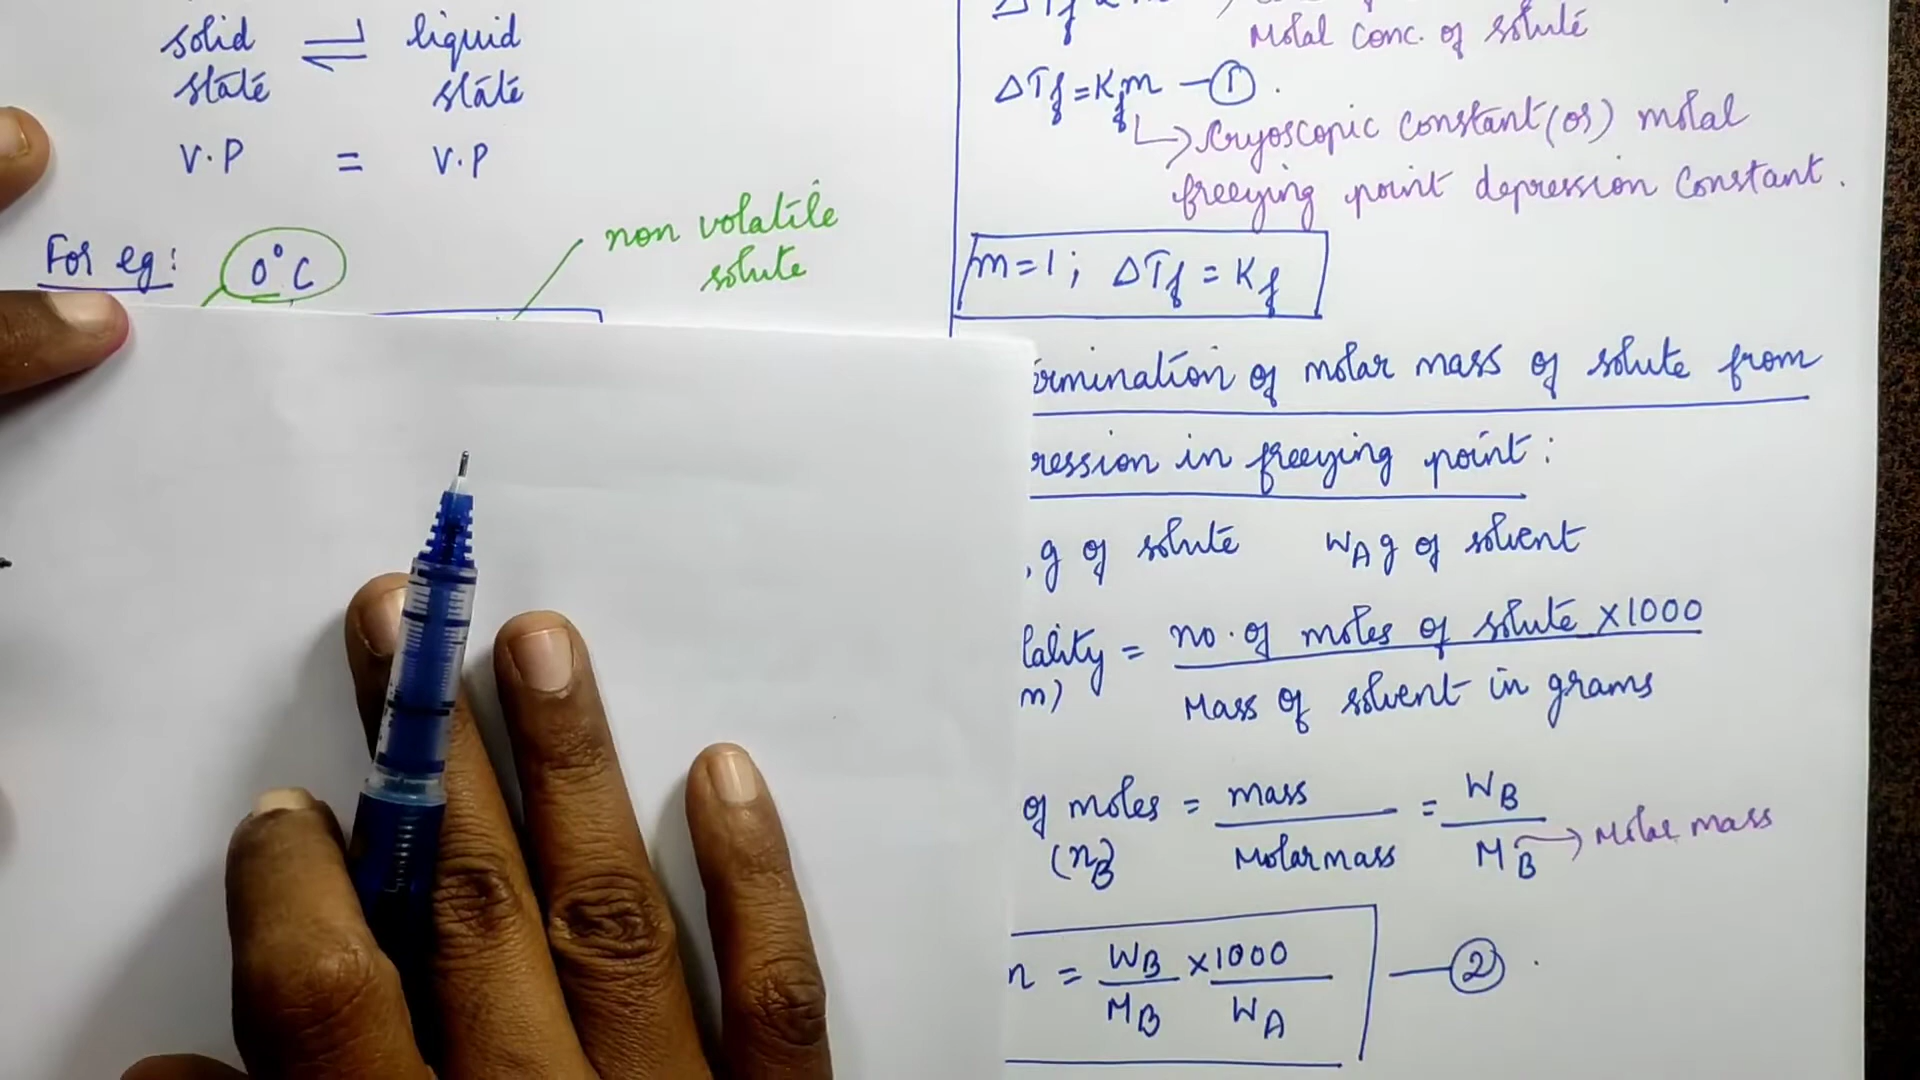 solid ⇌ liquid
state state
V.P = V.P
For eg: 0°C
non volatile
solute
Molal Conc. of solute
ΔTf = Kf m — ①.
↳ Cryoscopic constant (or) molal
freezing point depression constant.
m = 1 ; ΔTf = Kf
ermination of molar mass of solute from
ression in freezing point :
g of solute WA g of solvent
lality = no. of moles of solute × 1000
m) Mass of solvent in grams
of moles = mass = WB
(nB) Molar mass MB → Molar mass
= WB × 1000 — ②
MB WA